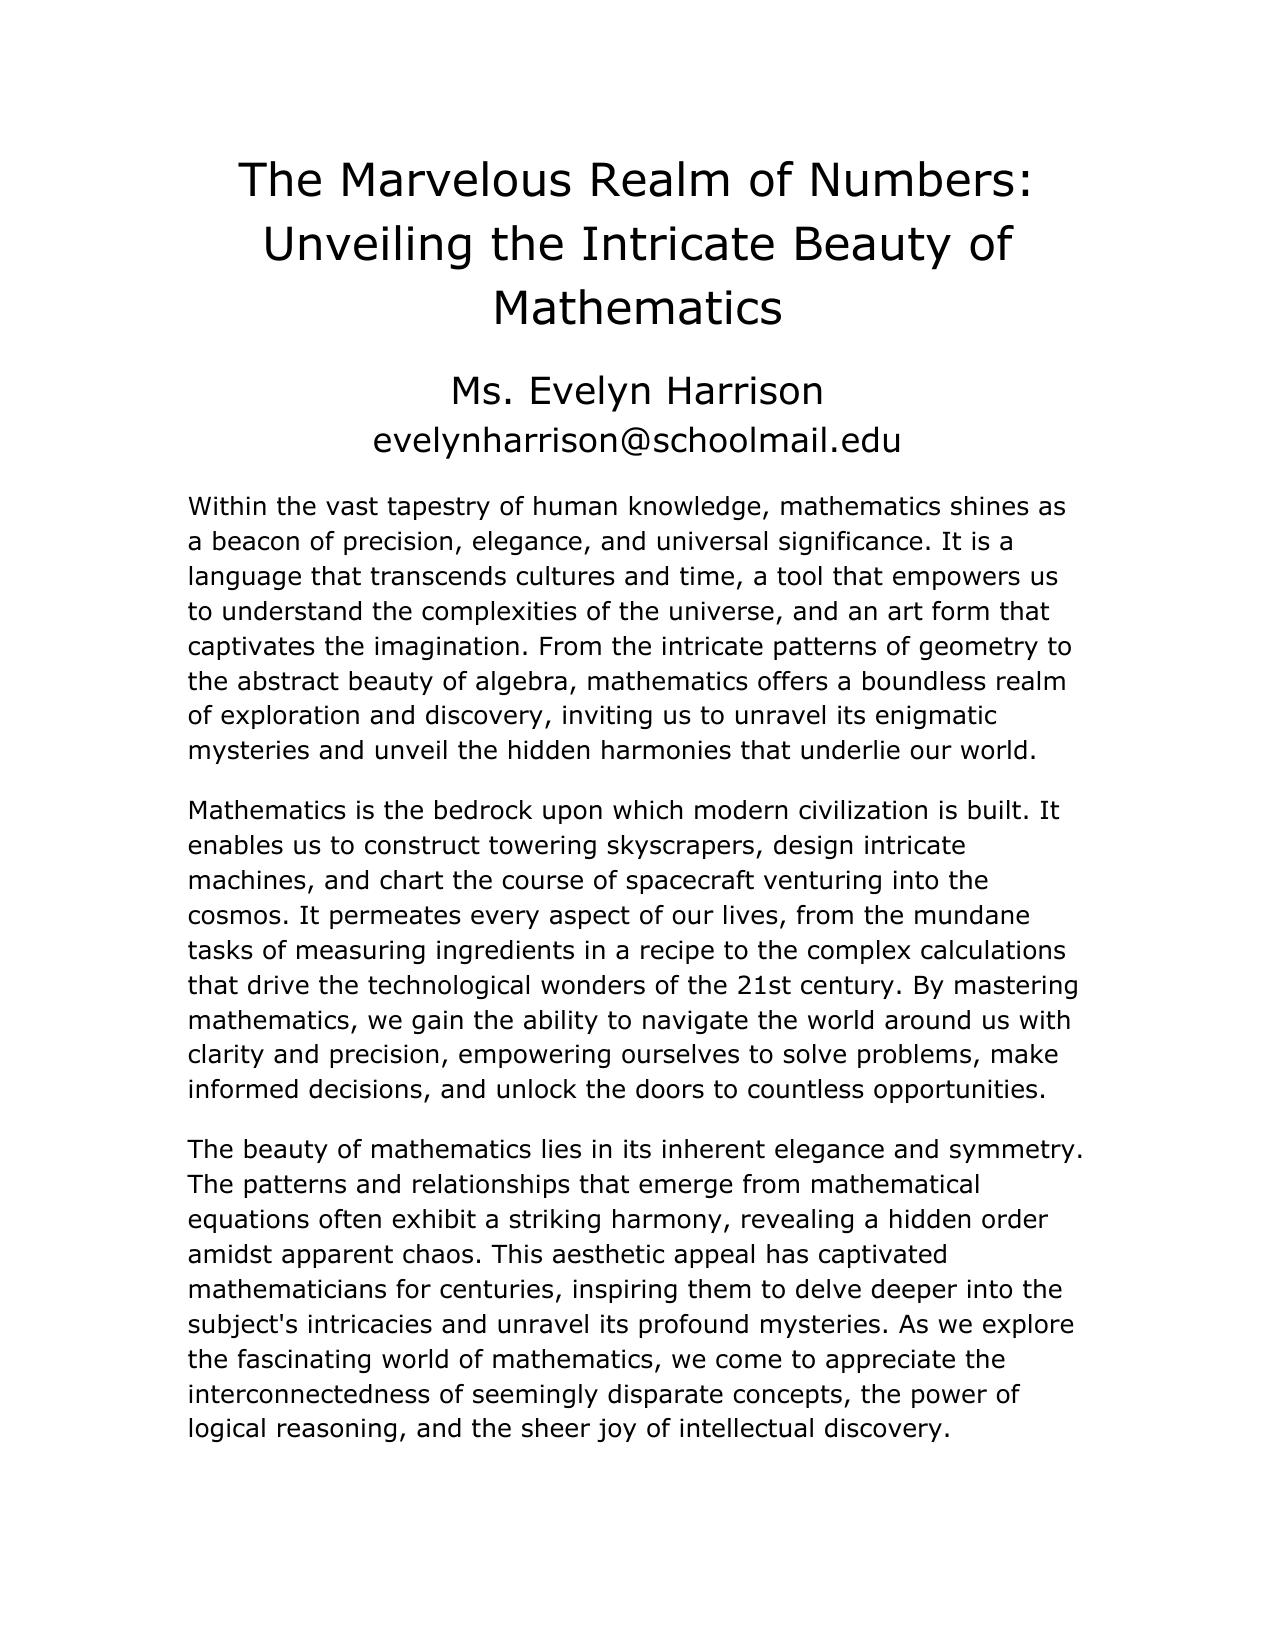 The Marvelous Realm of Numbers:
Unveiling the Intricate Beauty of
Mathematics
Ms. Evelyn Harrison
evelynharrison@schoolmail.edu
Within the vast tapestry of human knowledge, mathematics shines as
a beacon of precision, elegance, and universal significance. It is a
language that transcends cultures and time, a tool that empowers us
to understand the complexities of the universe, and an art form that
captivates the imagination. From the intricate patterns of geometry to
the abstract beauty of algebra, mathematics offers a boundless realm
of exploration and discovery, inviting us to unravel its enigmatic
mysteries and unveil the hidden harmonies that underlie our world.
Mathematics is the bedrock upon which modern civilization is built. It
enables us to construct towering skyscrapers, design intricate
machines, and chart the course of spacecraft venturing into the
cosmos. It permeates every aspect of our lives, from the mundane
tasks of measuring ingredients in a recipe to the complex calculations
that drive the technological wonders of the 21st century. By mastering
mathematics, we gain the ability to navigate the world around us with
clarity and precision, empowering ourselves to solve problems, make
informed decisions, and unlock the doors to countless opportunities.
The beauty of mathematics lies in its inherent elegance and symmetry.
The patterns and relationships that emerge from mathematical
equations often exhibit a striking harmony, revealing a hidden order
amidst apparent chaos. This aesthetic appeal has captivated
mathematicians for centuries, inspiring them to delve deeper into the
subject's intricacies and unravel its profound mysteries. As we explore
the fascinating world of mathematics, we come to appreciate the
interconnectedness of seemingly disparate concepts, the power of
logical reasoning, and the sheer joy of intellectual discovery.